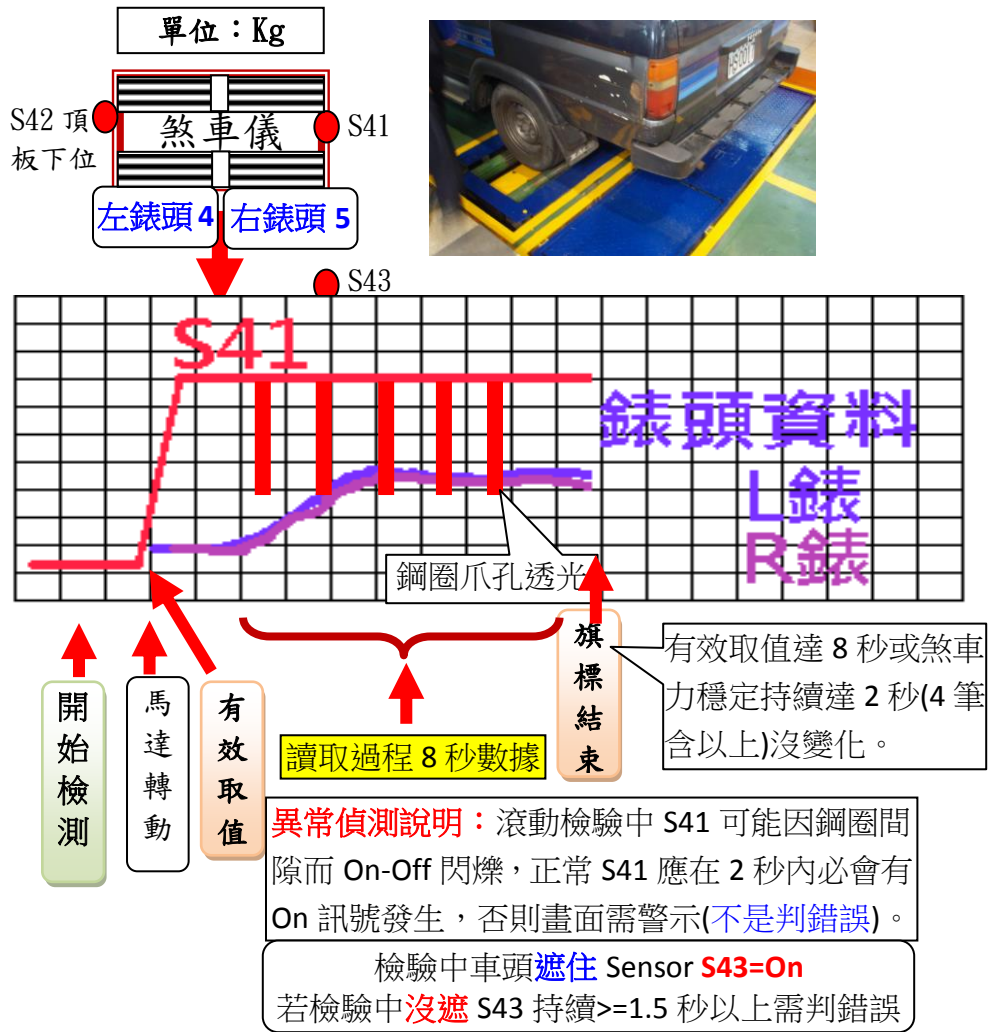 單位：Kg
S42 頂
板下位
煞車儀
S41
左錶頭 4
右錶頭 5
S43
S41
錶頭資料
L錶
R錶
鋼圈爪孔透光
開始檢測
馬達轉動
有效取值
讀取過程 8 秒數據
旗標結束
有效取值達 8 秒或煞車
力穩定持續達 2 秒(4 筆
含以上)沒變化。
異常偵測說明：滾動檢驗中 S41 可能因鋼圈間
隙而 On-Off 閃爍，正常 S41 應在 2 秒內必會有
On 訊號發生，否則畫面需警示(不是判錯誤)。
檢驗中車頭遮住 Sensor S43=On
若檢驗中沒遮 S43 持續>=1.5 秒以上需判錯誤